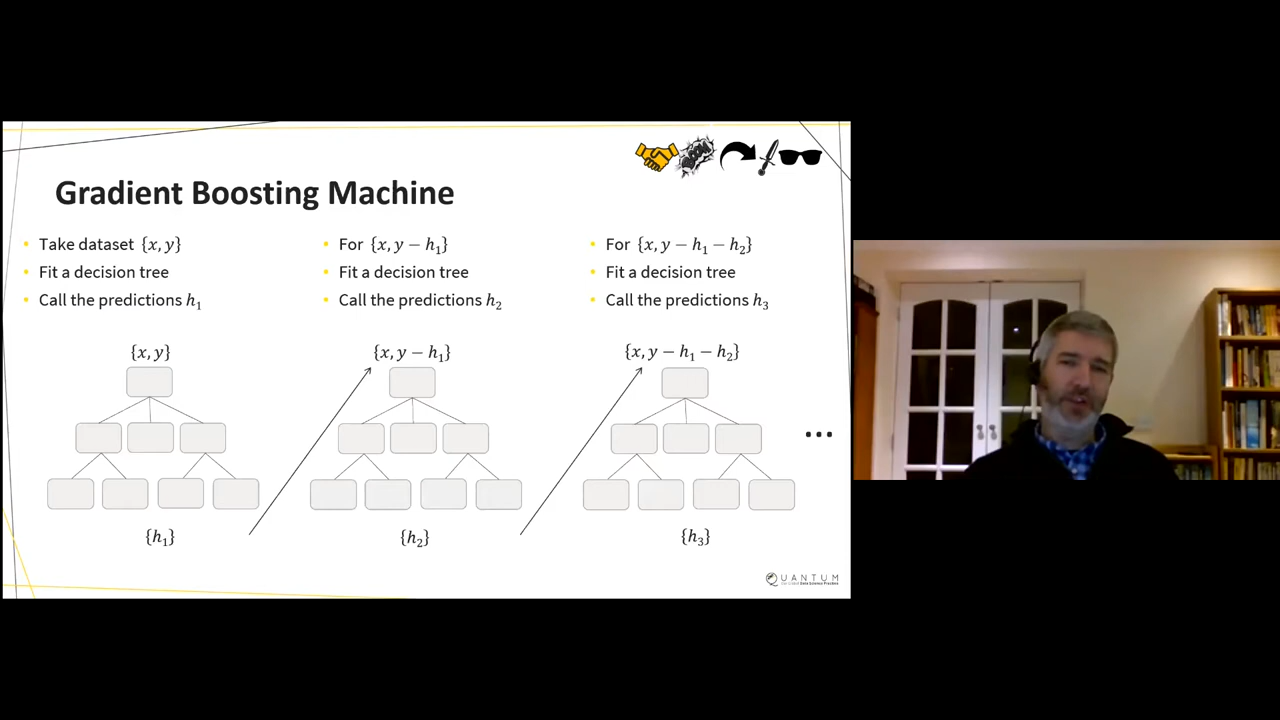 BOOM
Gradient Boosting Machine
• Take dataset {x, y}
• Fit a decision tree
• Call the predictions h₁
• For {x, y − h₁}
• Fit a decision tree
• Call the predictions h₂
• For {x, y − h₁ − h₂}
• Fit a decision tree
• Call the predictions h₃
{x, y}
{x, y − h₁}
{x, y − h₁ − h₂}
...
{h₁}
{h₂}
{h₃}
QUANTUM